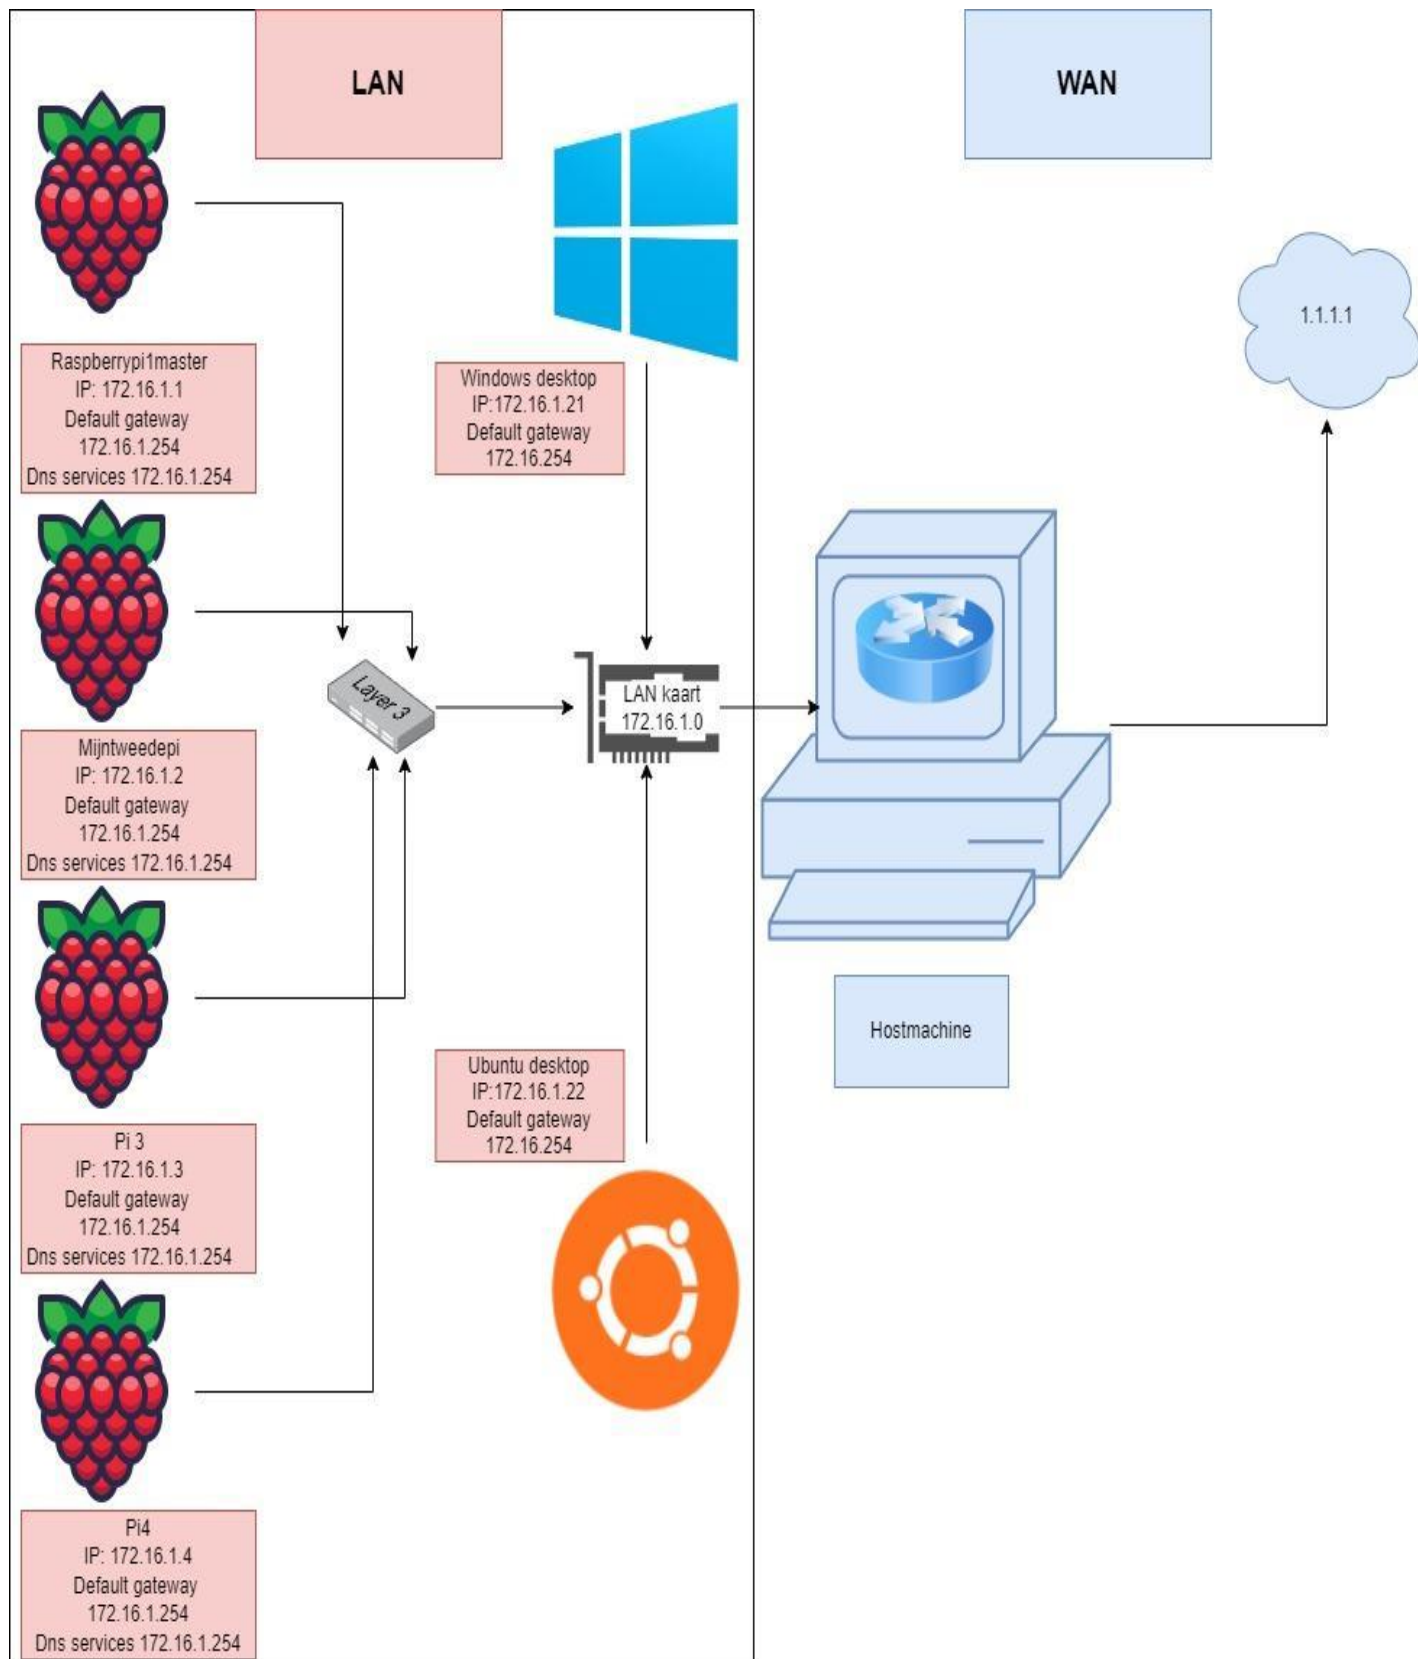 LAN
WAN
1.1.1.1
Raspberrypi1master
IP: 172.16.1.1
Default gateway
172.16.1.254
Dns services 172.16.1.254
Windows desktop
IP:172.16.1.21
Default gateway
172.16.254
Layer 3
LAN kaart
172.16.1.0
Mijntweedepi
IP: 172.16.1.2
Default gateway
172.16.1.254
Dns services 172.16.1.254
Hostmachine
Ubuntu desktop
IP:172.16.1.22
Default gateway
172.16.254
Pi 3
IP: 172.16.1.3
Default gateway
172.16.1.254
Dns services 172.16.1.254
Pi4
IP: 172.16.1.4
Default gateway
172.16.1.254
Dns services 172.16.1.254